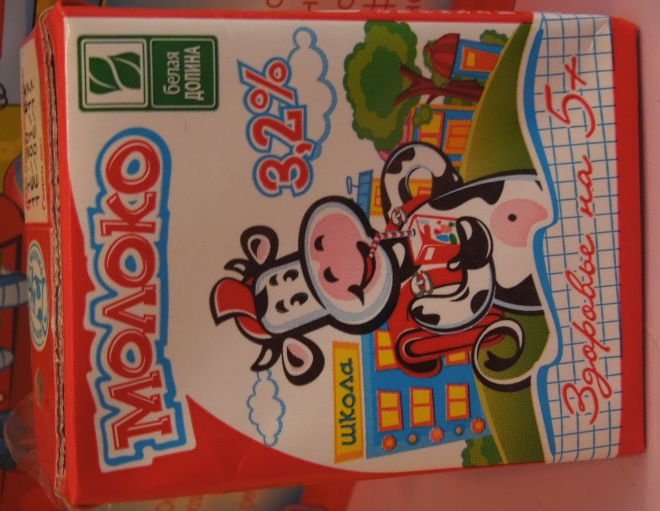 белая
ДОЛИНА
Молоко
3,2%
школа
Здоровье на 5+